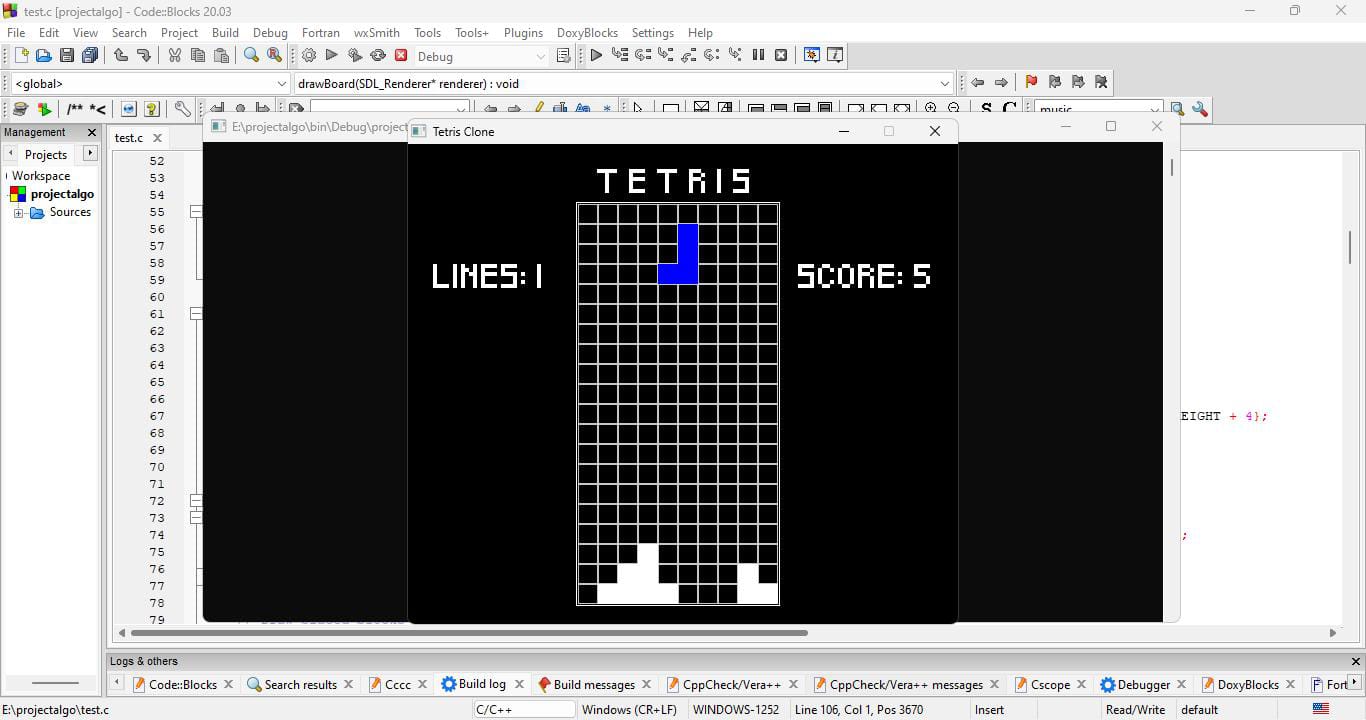 test.c [projectalgo] - Code::Blocks 20.03
File Edit View Search Project Build Debug Fortran wxSmith Tools Tools+ Plugins DoxyBlocks Settings Help
Debug
<global> drawBoard(SDL_Renderer* renderer) : void
/** *<
S C music
Management
Projects
Workspace
projectalgo
Sources
test.c
E:\projectalgo\bin\Debug\project
Tetris Clone
TETRIS
LINES: 1
SCORE: 5
52
53
54
55
56
57
58
59
60
61
62
63
64
65
66
67 EIGHT + 4};
68
69
70
71
72
73
74 ;
75
76
77
78
79
Logs & others
Code::Blocks Search results Cccc Build log Build messages CppCheck/Vera++ CppCheck/Vera++ messages Cscope Debugger DoxyBlocks Fort
E:\projectalgo\test.c C/C++ Windows (CR+LF) WINDOWS-1252 Line 106, Col 1, Pos 3670 Insert Read/Write default